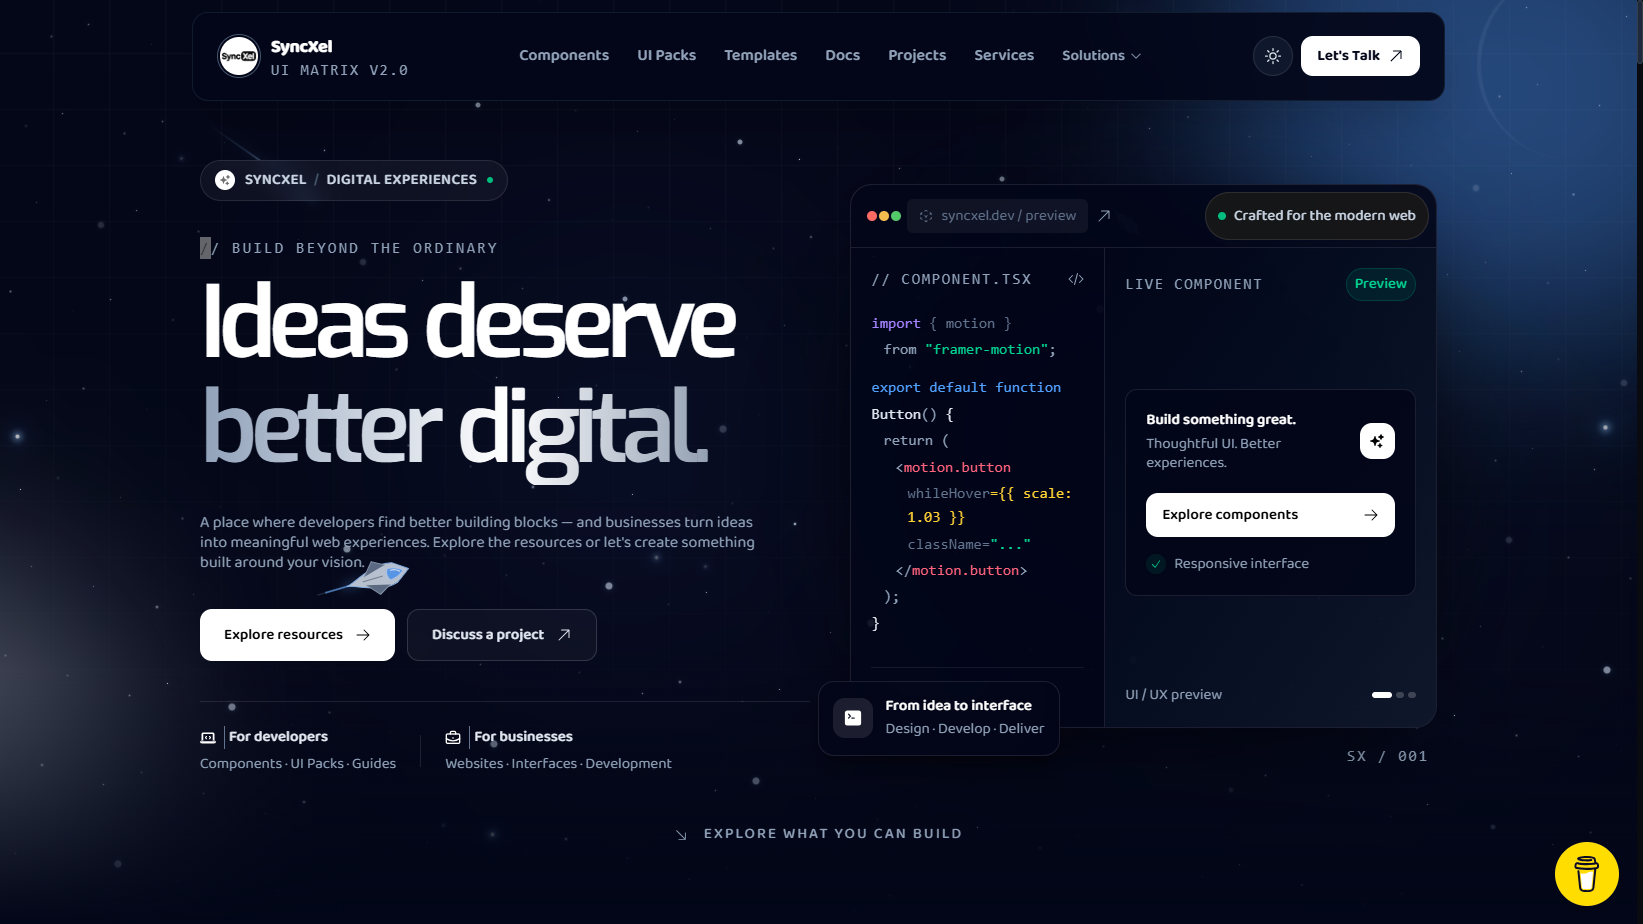 SyncXel
SyncXel
UI MATRIX V2.0
Components
UI Packs
Templates
Docs
Projects
Services
Solutions
Let's Talk
SYNCXEL / DIGITAL EXPERIENCES
// BUILD BEYOND THE ORDINARY
Ideas deserve
better digital.
A place where developers find better building blocks — and businesses turn ideas
into meaningful web experiences. Explore the resources or let's create something
built around your vision.
Explore resources
Discuss a project
For developers
Components · UI Packs · Guides
For businesses
Websites · Interfaces · Development
syncxel.dev / preview
Crafted for the modern web
// COMPONENT.TSX
</>
import { motion }
from "framer-motion";
export default function
Button() {
return (
<motion.button
whileHover={{ scale:
1.03 }}
className="..."
</motion.button>
);
}
LIVE COMPONENT
Preview
Build something great.
Thoughtful UI. Better
experiences.
Explore components
Responsive interface
UI / UX preview
From idea to interface
Design · Develop · Deliver
SX / 001
EXPLORE WHAT YOU CAN BUILD